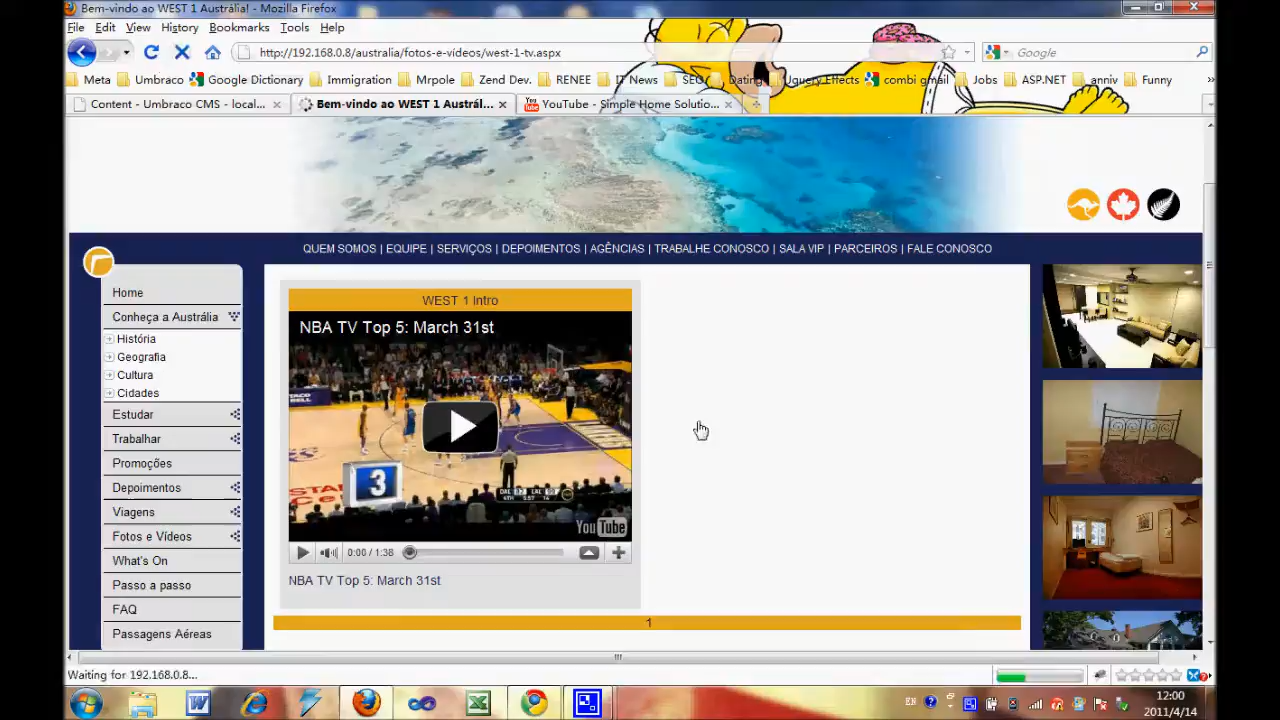 Bem-vindo ao WEST 1 Austrália! - Mozilla Firefox
File Edit View History Bookmarks Tools Help
http://192.168.0.8/australia/fotos-e-vídeos/west-1-tv.aspx
Google
Meta Umbraco Google Dictionary Immigration Mrpole Zend Dev. RENEE IT News SEO Dating Jquery Effects combi gmail Jobs ASP.NET anniv Funny »
Content - Umbraco CMS - local... Bem-vindo ao WEST 1 Austrál... YouTube - Simple Home Solutio...
QUEM SOMOS | EQUIPE | SERVIÇOS | DEPOIMENTOS | AGÊNCIAS | TRABALHE CONOSCO | SALA VIP | PARCEIROS | FALE CONOSCO
Home
Conheça a Austrália
História
Geografia
Cultura
Cidades
Estudar
Trabalhar
Promoções
Depoimentos
Viagens
Fotos e Vídeos
What's On
Passo a passo
FAQ
Passagens Aéreas
WEST 1 Intro
NBA TV Top 5: March 31st
3
YouTube
0:00 / 1:38
NBA TV Top 5: March 31st
1
Waiting for 192.168.0.8...
EN
12:00
2011/4/14